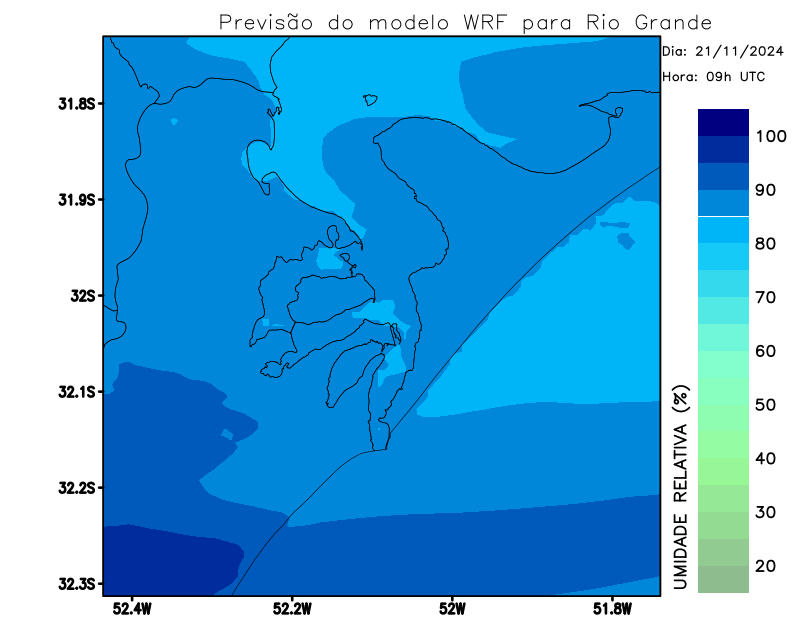 Previsão do modelo WRF para Rio Grande
Dia: 21/11/2024
Hora: 09h UTC
31.8S
31.9S
32S
32.1S
32.2S
32.3S
52.4W
52.2W
52W
51.8W
100
90
80
70
60
50
40
30
20
UMIDADE RELATIVA (%)